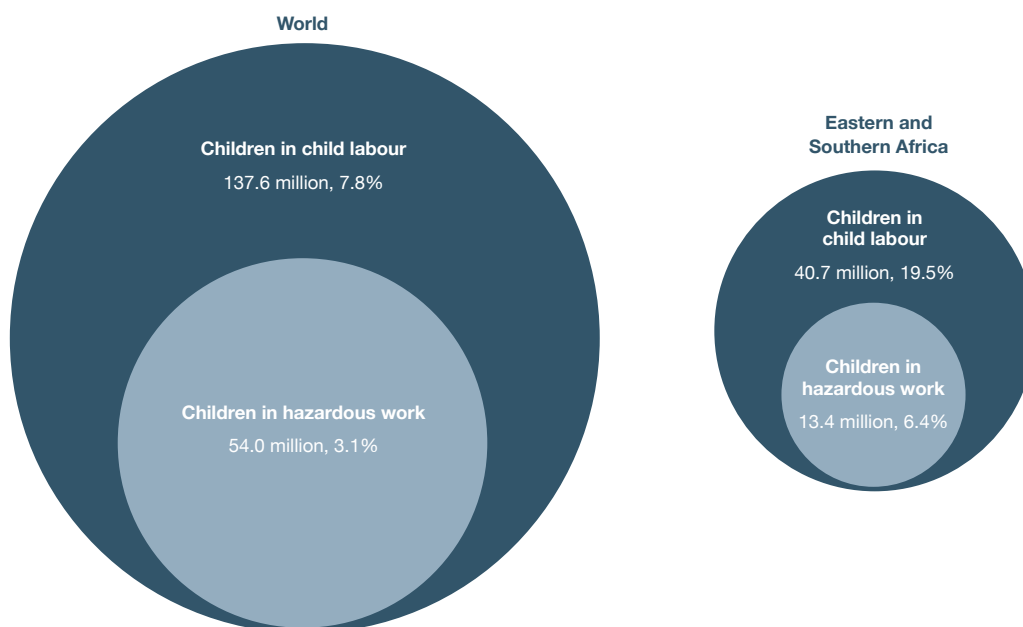 World
Children in child labour
137.6 million, 7.8%
Children in hazardous work
54.0 million, 3.1%
Eastern and
Southern Africa
Children in
child labour
40.7 million, 19.5%
Children in
hazardous work
13.4 million, 6.4%